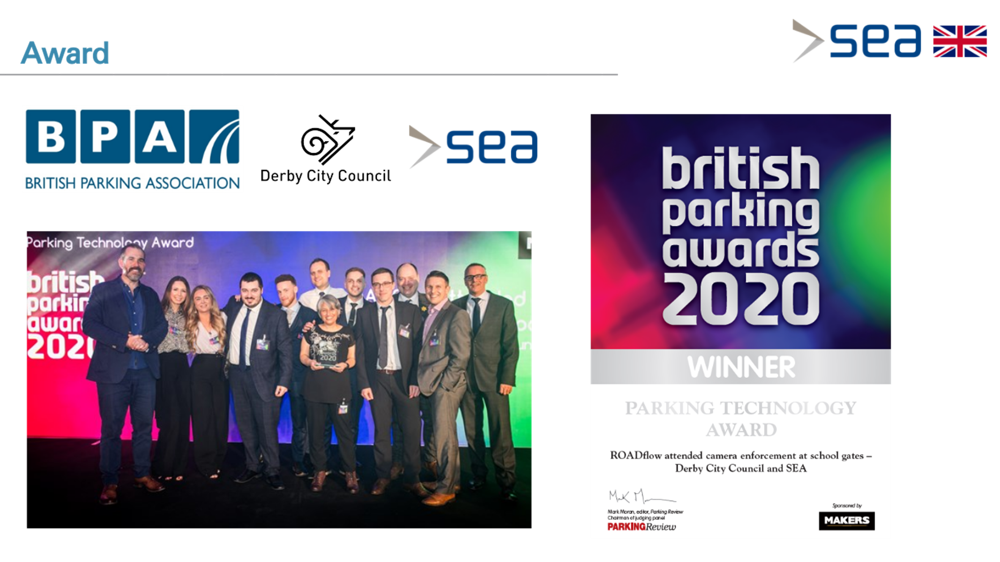 Award
sea
BPA
BRITISH PARKING ASSOCIATION
Derby City Council
sea
Parking Technology Award
british
parkin
awar
202
2020
british
parking
awards
2020
WINNER
PARKING TECHNOLOGY
AWARD
ROADflow attended camera enforcement at school gates –
Derby City Council and SEA
Mark Moran, editor, Parking Review
Chairman of judging panel
PARKINGReview
Sponsored by
MAKERS